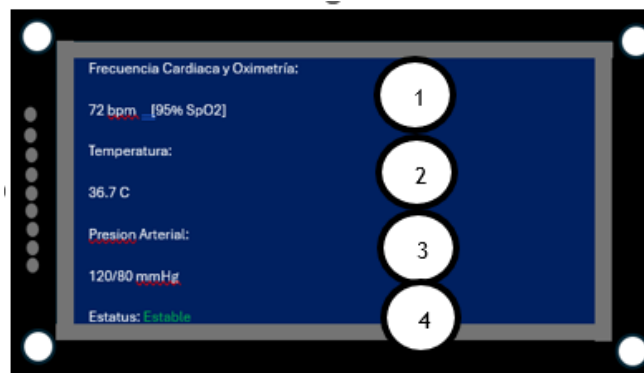 Frecuencia Cardiaca y Oximetría:
1
72 bpm [95% SpO2]
Temperatura:
2
36.7 C
Presion Arterial:
3
120/80 mmHg
Estatus: Estable
4